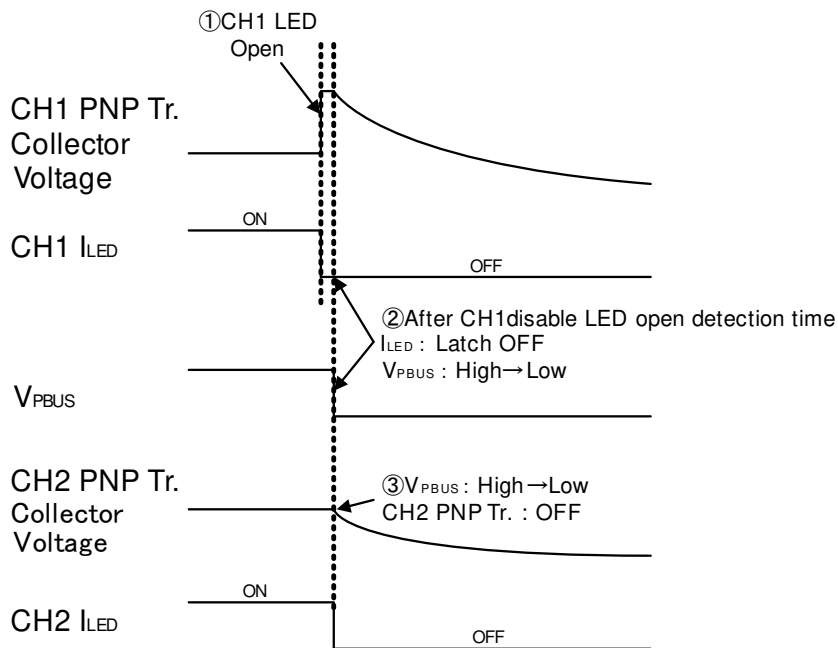 ①CH1 LED
Open
CH1 PNP Tr.
Collector
Voltage
ON
CH1 ILED
OFF
②After CH1disable LED open detection time
ILED : Latch OFF
VPBUS : High→Low
VPBUS
CH2 PNP Tr.
Collector
Voltage
③VPBUS : High→Low
CH2 PNP Tr. : OFF
ON
CH2 ILED
OFF